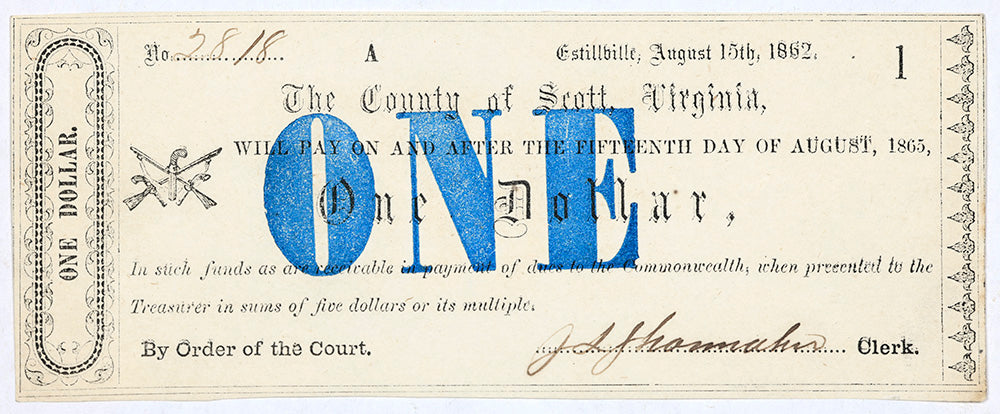 ONE DOLLAR.
No. 2818 A Estillville, August 15th, 1862. 1
The County of Scott, Virginia,
WILL PAY ON AND AFTER THE FIFTEENTH DAY OF AUGUST, 1865,
ONE
One Dollar,
In such funds as are receivable in payment of dues to the Commonwealth, when presented to the
Treasurer in sums of five dollars or its multiple.
By Order of the Court. Clerk.